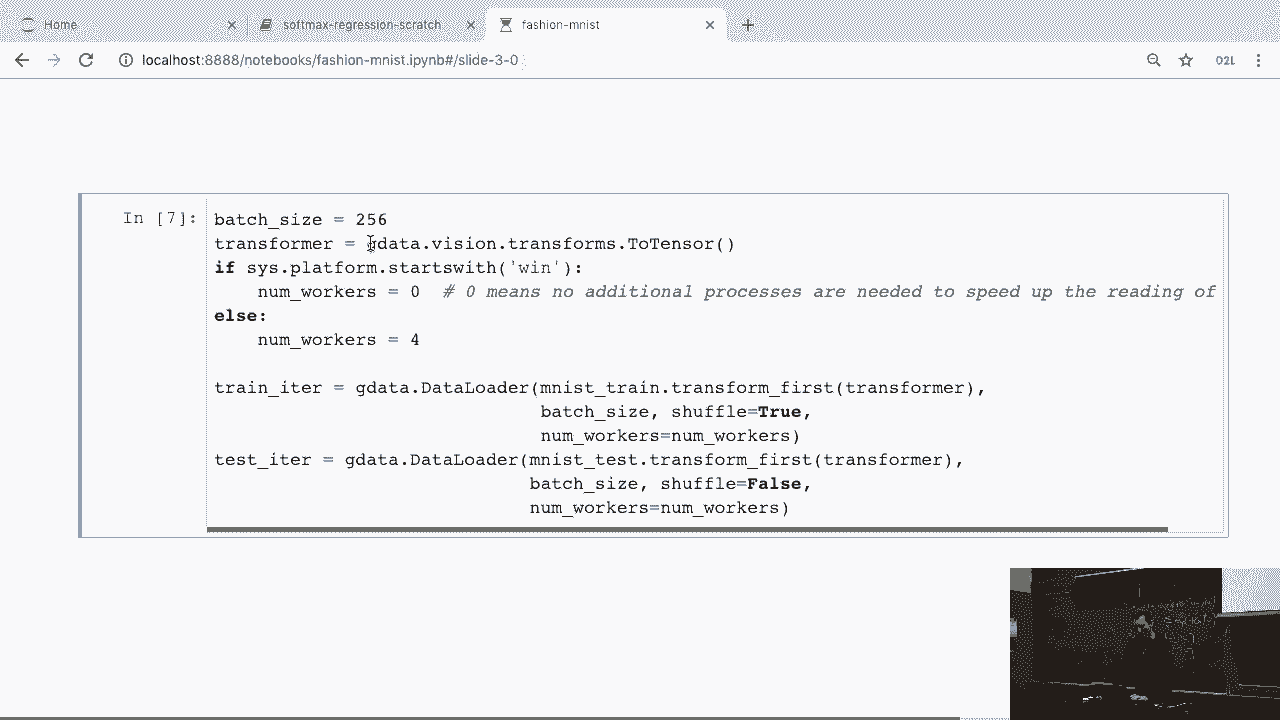 Home
softmax-regression-scratch
fashion-mnist
localhost:8888/notebooks/fashion-mnist.ipynb#/slide-3-0
D2L
In [7]:
batch_size = 256
transformer = gdata.vision.transforms.ToTensor()
if sys.platform.startswith('win'):
    num_workers = 0  # 0 means no additional processes are needed to speed up the reading of
else:
    num_workers = 4
train_iter = gdata.DataLoader(mnist_train.transform_first(transformer),
                              batch_size, shuffle=True,
                              num_workers=num_workers)
test_iter = gdata.DataLoader(mnist_test.transform_first(transformer),
                             batch_size, shuffle=False,
                             num_workers=num_workers)